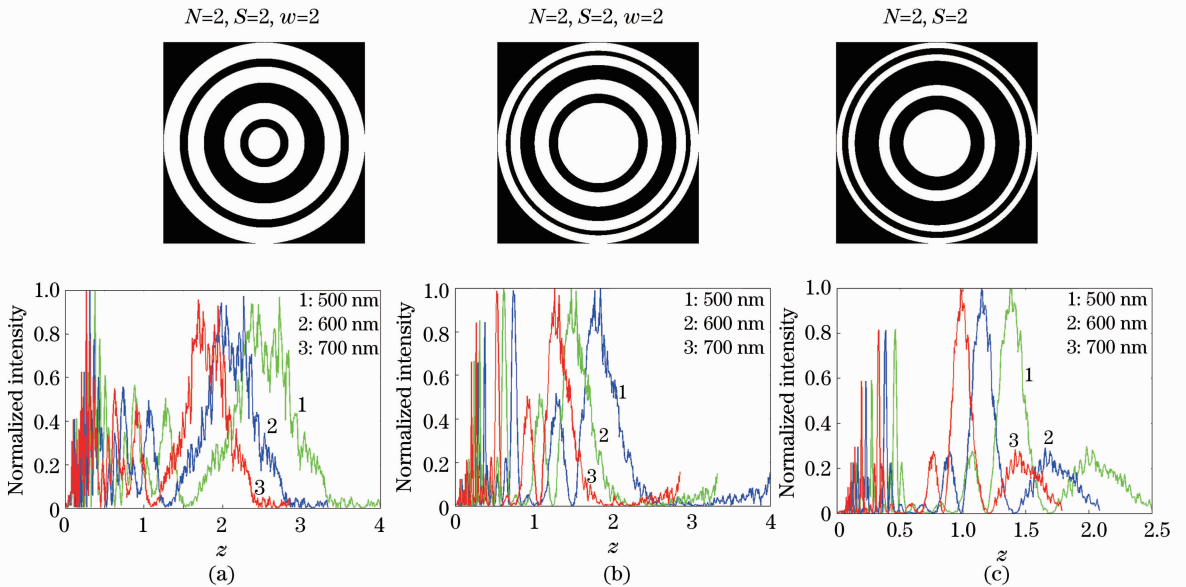 N=2, S=2, w=2
N=2, S=2, w=2
N=2, S=2
Normalized intensity
1.0
0.8
0.6
0.4
0.2
0
0
1
2
3
4
z
1: 500 nm
2: 600 nm
3: 700 nm
1
2
3
(a)
Normalized intensity
1.0
0.8
0.6
0.4
0.2
0
0
1
2
3
4
z
1: 500 nm
2: 600 nm
3: 700 nm
1
2
3
(b)
Normalized intensity
1.0
0.8
0.6
0.4
0.2
0
0
0.5
1.0
1.5
2.0
2.5
z
1: 500 nm
2: 600 nm
3: 700 nm
1
3
2
(c)